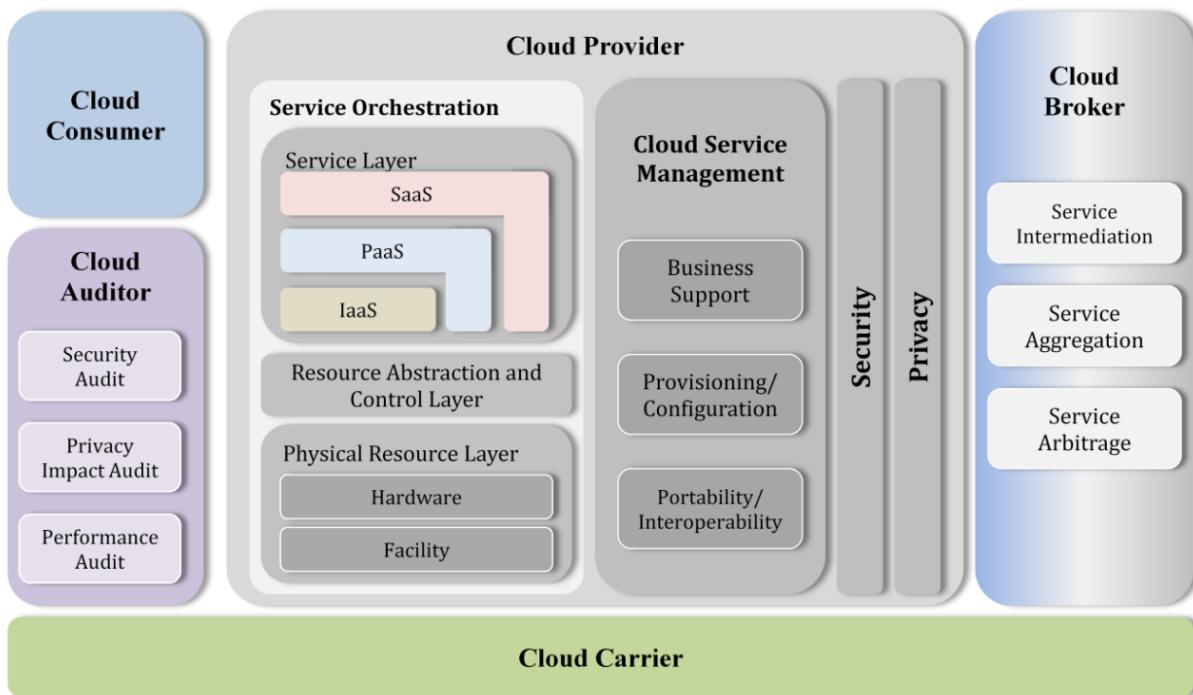 Cloud
Consumer
Cloud
Auditor
Security
Audit
Privacy
Impact Audit
Performance
Audit
Cloud Provider
Service Orchestration
Service Layer
SaaS
PaaS
IaaS
Resource Abstraction and
Control Layer
Physical Resource Layer
Hardware
Facility
Cloud Service
Management
Business
Support
Provisioning/
Configuration
Portability/
Interoperability
Security
Privacy
Cloud
Broker
Service
Intermediation
Service
Aggregation
Service
Arbitrage
Cloud Carrier